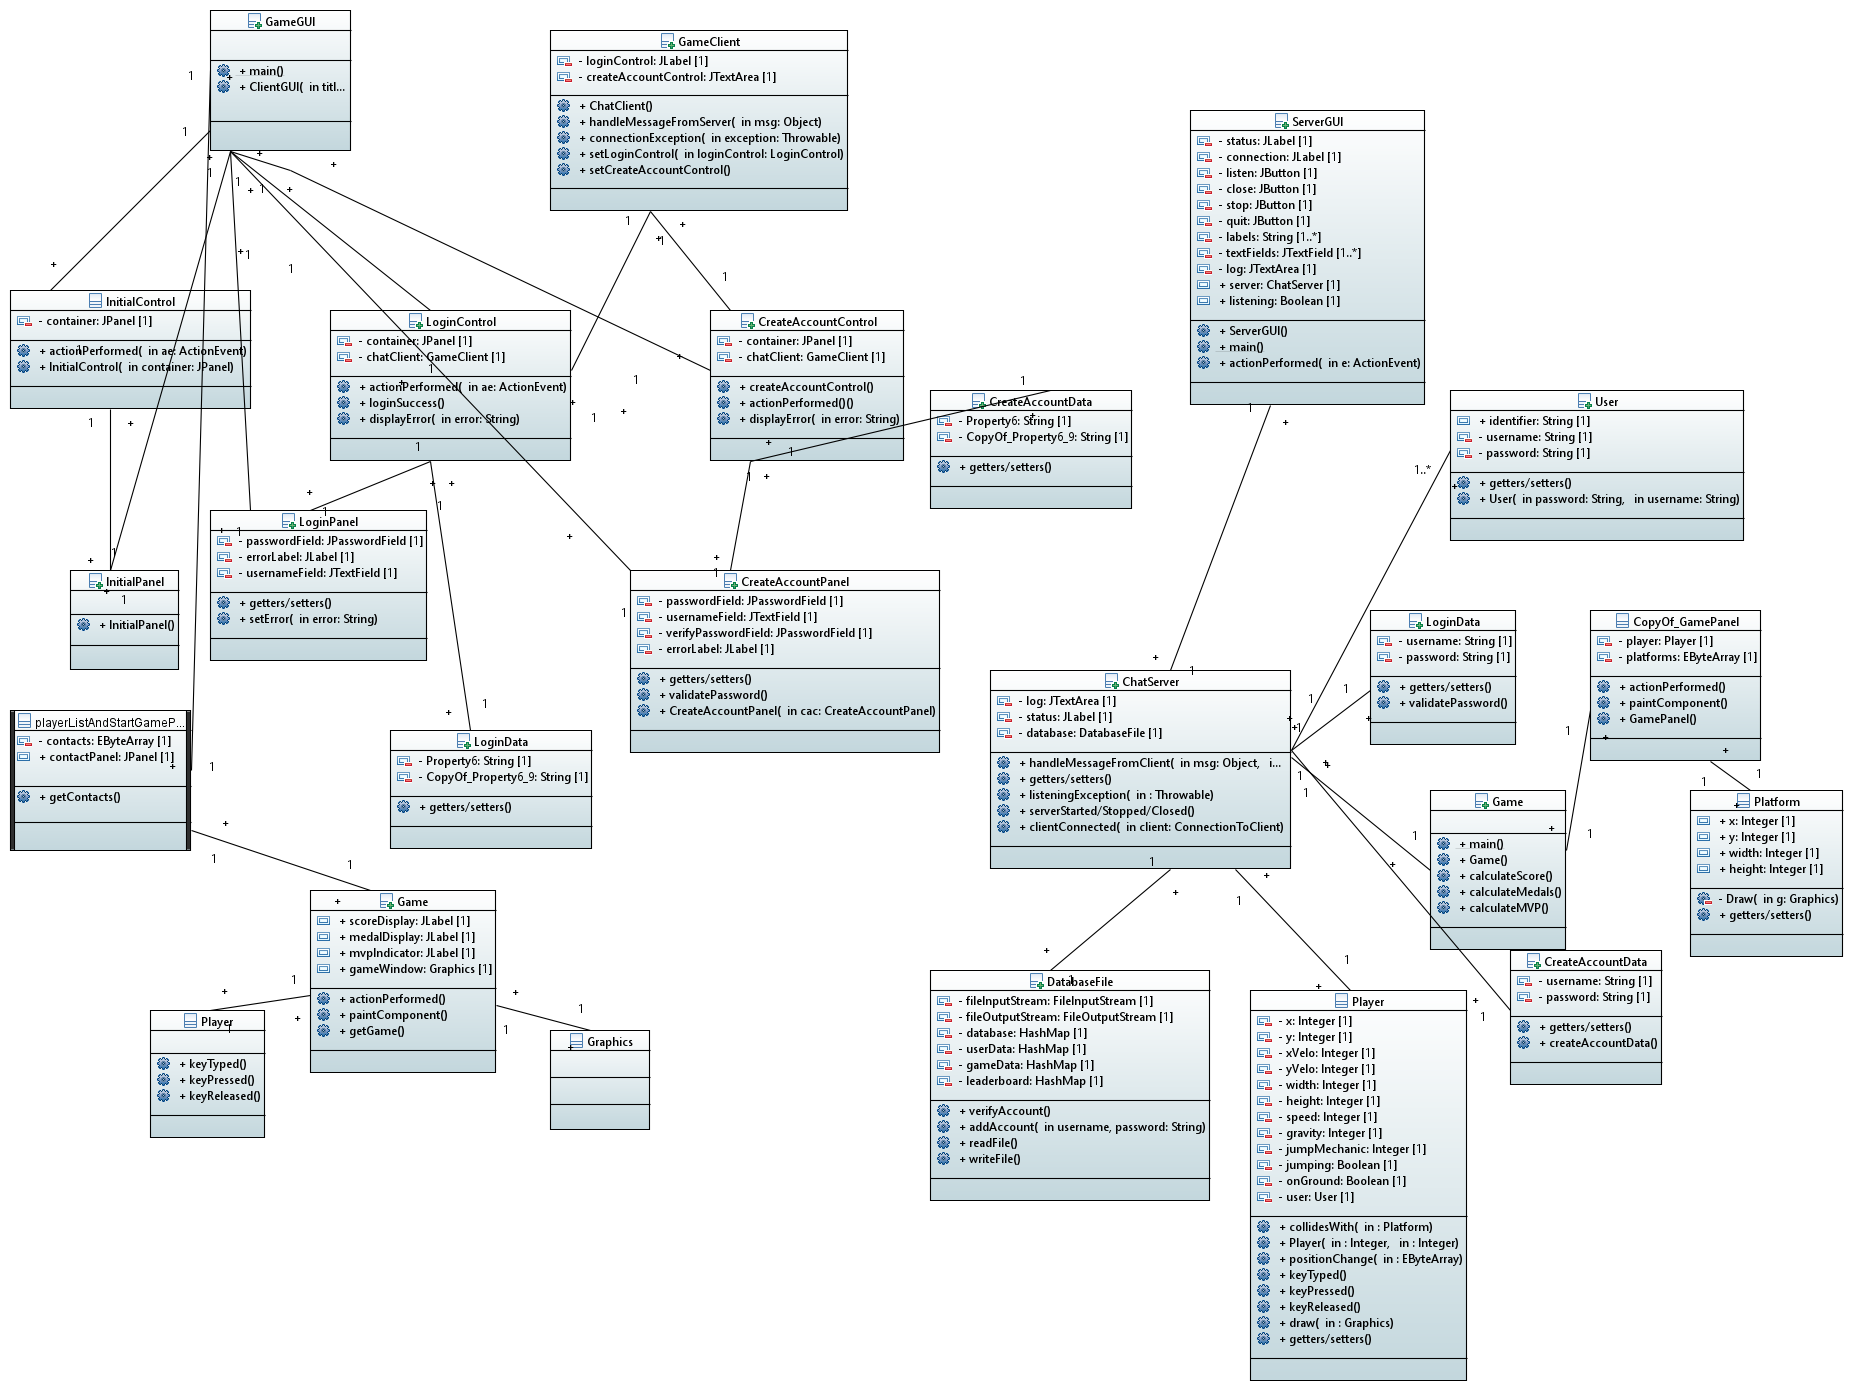 GameGUI
+ main()
+ ClientGUI( in titl...
GameClient
- loginControl: JLabel [1]
- createAccountControl: JTextArea [1]
+ ChatClient()
+ handleMessageFromServer( in msg: Object)
+ connectionException( in exception: Throwable)
+ setLoginControl( in loginControl: LoginControl)
+ setCreateAccountControl()
ServerGUI
- status: JLabel [1]
- connection: JLabel [1]
- listen: JButton [1]
- close: JButton [1]
- stop: JButton [1]
- quit: JButton [1]
- labels: String [1..*]
- textFields: JTextField [1..*]
- log: JTextArea [1]
+ server: ChatServer [1]
+ listening: Boolean [1]
+ ServerGUI()
+ main()
+ actionPerformed( in e: ActionEvent)
InitialControl
- container: JPanel [1]
+ actionPerformed( in ae: ActionEvent)
+ InitialControl( in container: JPanel)
LoginControl
- container: JPanel [1]
- chatClient: GameClient [1]
+ actionPerformed( in ae: ActionEvent)
+ loginSuccess()
+ displayError( in error: String)
CreateAccountControl
- container: JPanel [1]
- chatClient: GameClient [1]
+ createAccountControl()
+ actionPerformed()()
+ displayError( in error: String)
CreateAccountData
- Property6: String [1]
- CopyOf_Property6_9: String [1]
+ getters/setters()
User
+ identifier: String [1]
- username: String [1]
- password: String [1]
+ getters/setters()
+ User( in password: String, in username: String)
1..*
InitialPanel
+ InitialPanel()
LoginPanel
- passwordField: JPasswordField [1]
- errorLabel: JLabel [1]
- usernameField: JTextField [1]
+ getters/setters()
+ setError( in error: String)
CreateAccountPanel
- passwordField: JPasswordField [1]
- usernameField: JTextField [1]
- verifyPasswordField: JPasswordField [1]
- errorLabel: JLabel [1]
+ getters/setters()
+ validatePassword()
+ CreateAccountPanel( in cac: CreateAccountPanel)
LoginData
- username: String [1]
- password: String [1]
+ getters/setters()
+ validatePassword()
CopyOf_GamePanel
- player: Player [1]
- platforms: EByteArray [1]
+ actionPerformed()
+ paintComponent()
+ GamePanel()
playerListAndStartGameP...
- contacts: EByteArray [1]
+ contactPanel: JPanel [1]
+ getContacts()
LoginData
- Property6: String [1]
- CopyOf_Property6_9: String [1]
+ getters/setters()
ChatServer
- log: JTextArea [1]
- status: JLabel [1]
- database: DatabaseFile [1]
+ handleMessageFromClient( in msg: Object, i...
+ getters/setters()
+ listeningException( in : Throwable)
+ serverStarted/Stopped/Closed()
+ clientConnected( in client: ConnectionToClient)
Game
+ main()
+ Game()
+ calculateScore()
+ calculateMedals()
+ calculateMVP()
Platform
+ x: Integer [1]
+ y: Integer [1]
+ width: Integer [1]
+ height: Integer [1]
- Draw( in g: Graphics)
+ getters/setters()
Game
+ scoreDisplay: JLabel [1]
+ medalDisplay: JLabel [1]
+ mvpIndicator: JLabel [1]
+ gameWindow: Graphics [1]
+ actionPerformed()
+ paintComponent()
+ getGame()
Player
+ keyTyped()
+ keyPressed()
+ keyReleased()
Graphics
DatabaseFile
- fileInputStream: FileInputStream [1]
- fileOutputStream: FileOutputStream [1]
- database: HashMap [1]
- userData: HashMap [1]
- gameData: HashMap [1]
- leaderboard: HashMap [1]
+ verifyAccount()
+ addAccount( in username, password: String)
+ readFile()
+ writeFile()
Player
- x: Integer [1]
- y: Integer [1]
- xVelo: Integer [1]
- yVelo: Integer [1]
- width: Integer [1]
- height: Integer [1]
- speed: Integer [1]
- gravity: Integer [1]
- jumpMechanic: Integer [1]
- jumping: Boolean [1]
- onGround: Boolean [1]
- user: User [1]
+ collidesWith( in : Platform)
+ Player( in : Integer, in : Integer)
+ positionChange( in : EByteArray)
+ keyTyped()
+ keyPressed()
+ keyReleased()
+ draw( in : Graphics)
+ getters/setters()
CreateAccountData
- username: String [1]
- password: String [1]
+ getters/setters()
+ createAccountData()